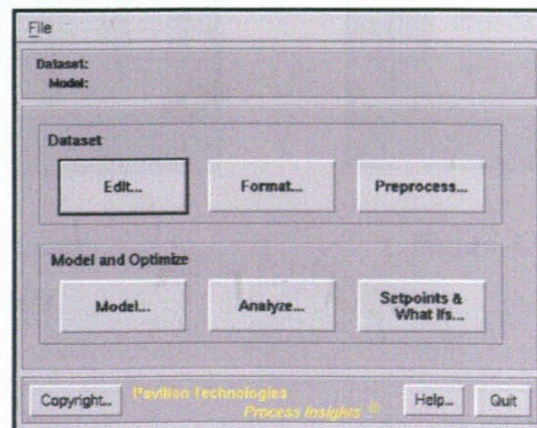 File
Dataset:
Model:
Dataset
Edit...
Format...
Preprocess...
Model and Optimize
Model...
Analyze...
Setpoints &
What Ifs...
Copyright...
Pavilion Technologies
Process Insights ®
Help...
Quit